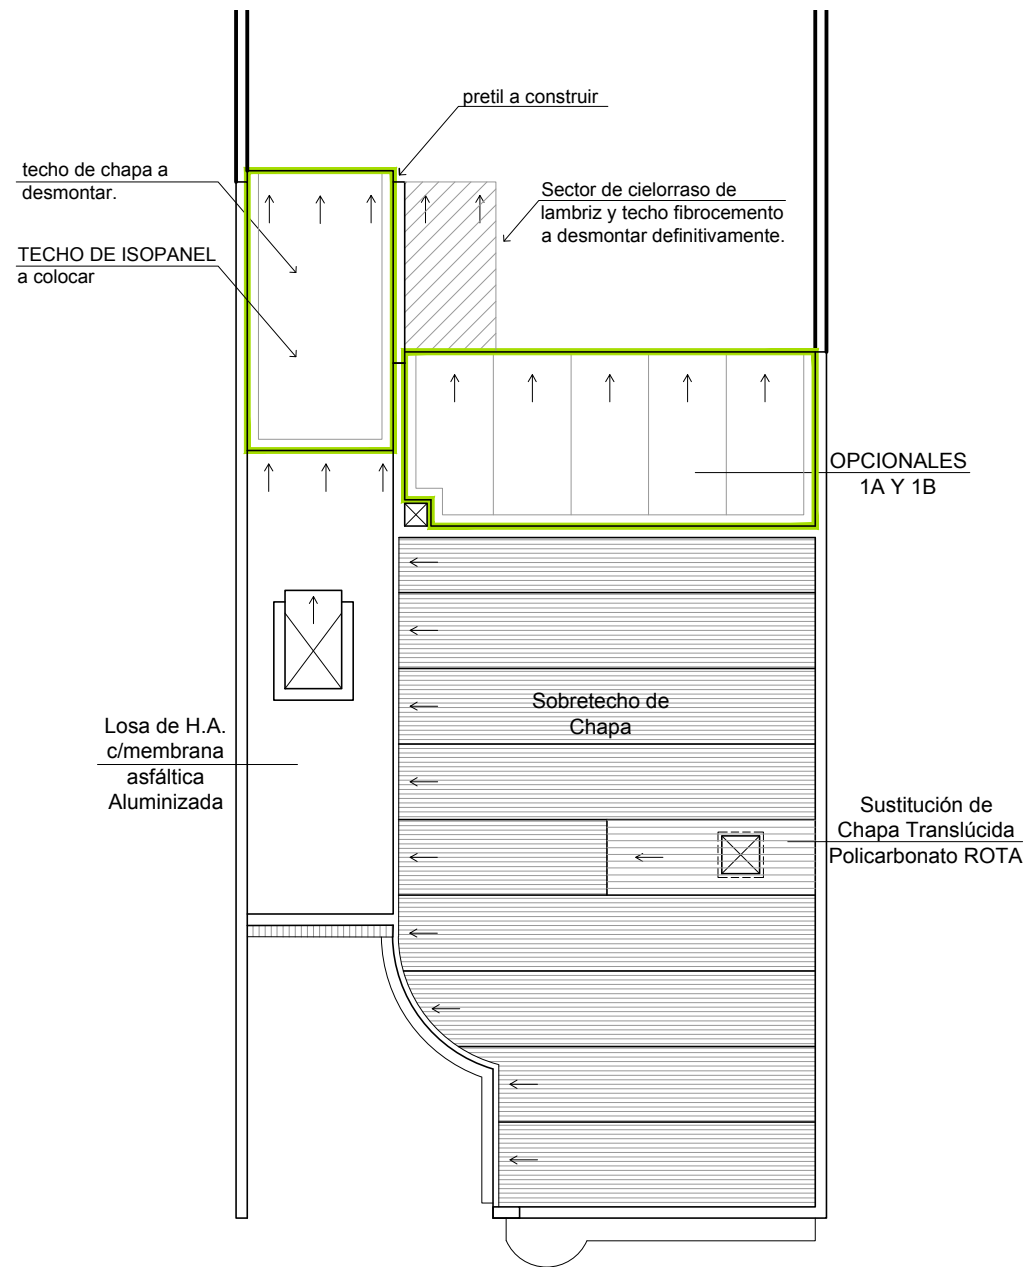 pretil a construir
techo de chapa a
desmontar.
Sector de cielorraso de
lambriz y techo fibrocemento
a desmontar definitivamente.
TECHO DE ISOPANEL
a colocar
OPCIONALES
1A Y 1B
Sobretecho de
Chapa
Losa de H.A.
c/membrana
asfáltica
Aluminizada
Sustitución de
Chapa Translúcida
Policarbonato ROTA